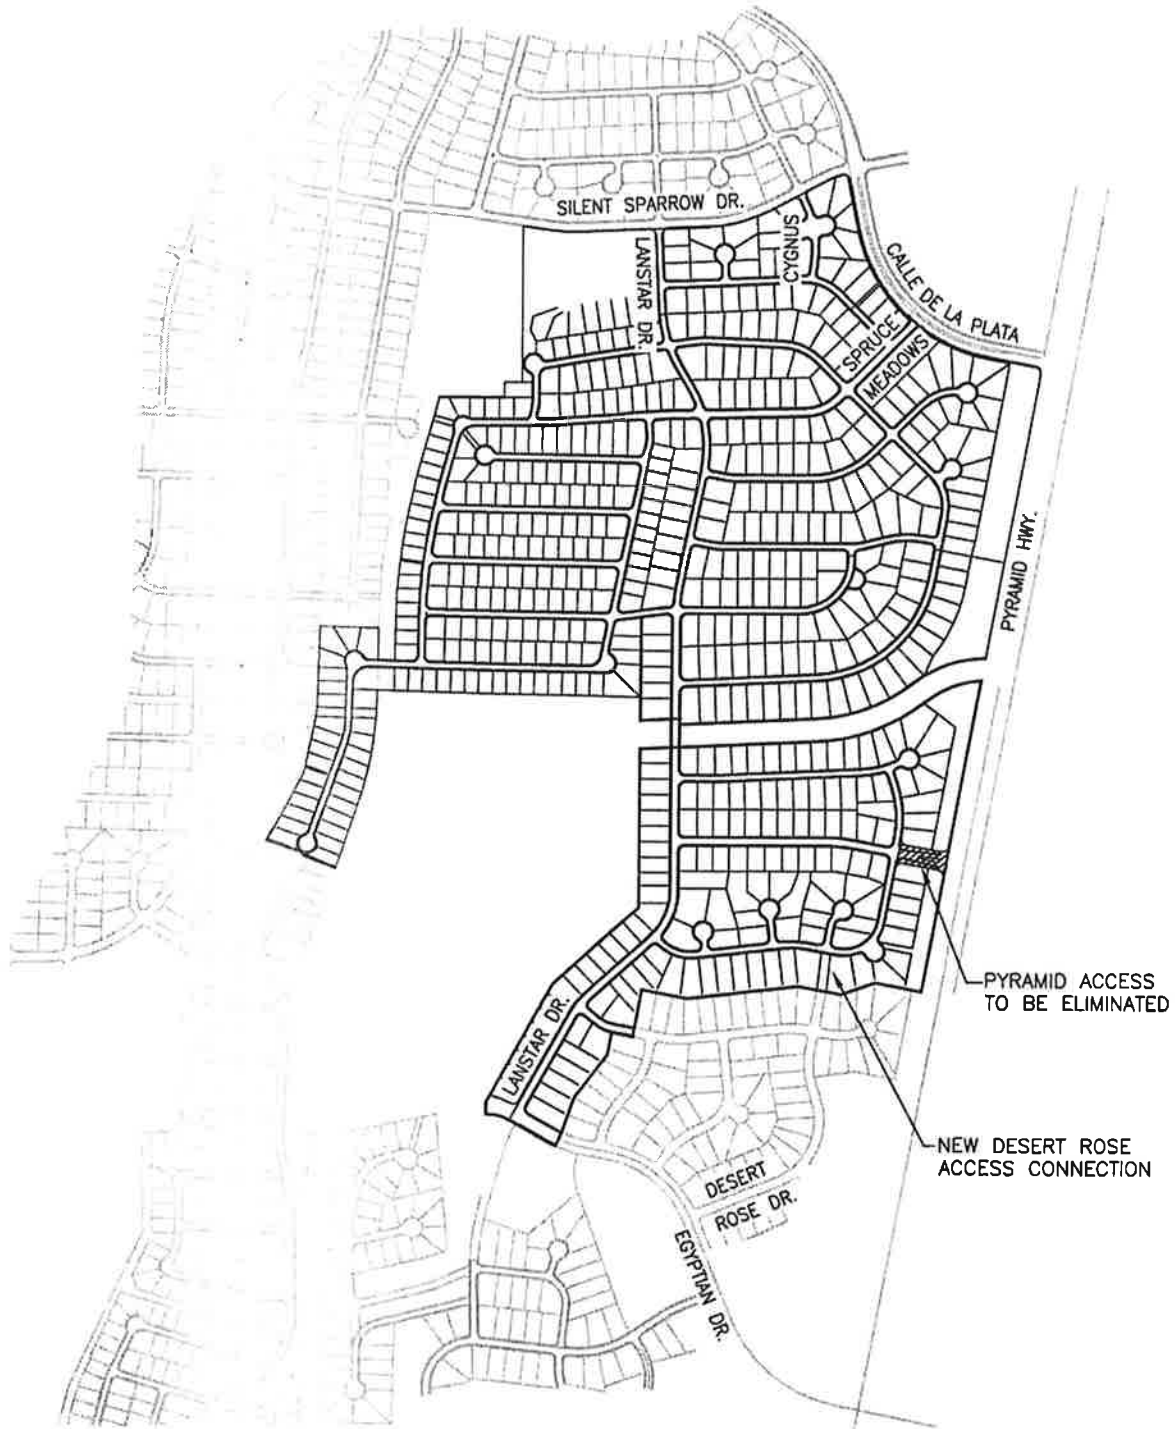 SILENT SPARROW DR.
LANSTAR DR.
CYGNUS
CALLE DE LA PLATA
SPRUCE
MEADOWS
PYRAMID HWY.
PYRAMID ACCESS
TO BE ELIMINATED
LANSTAR DR.
NEW DESERT ROSE
ACCESS CONNECTION
DESERT
ROSE DR.
EGYPTIAN DR.